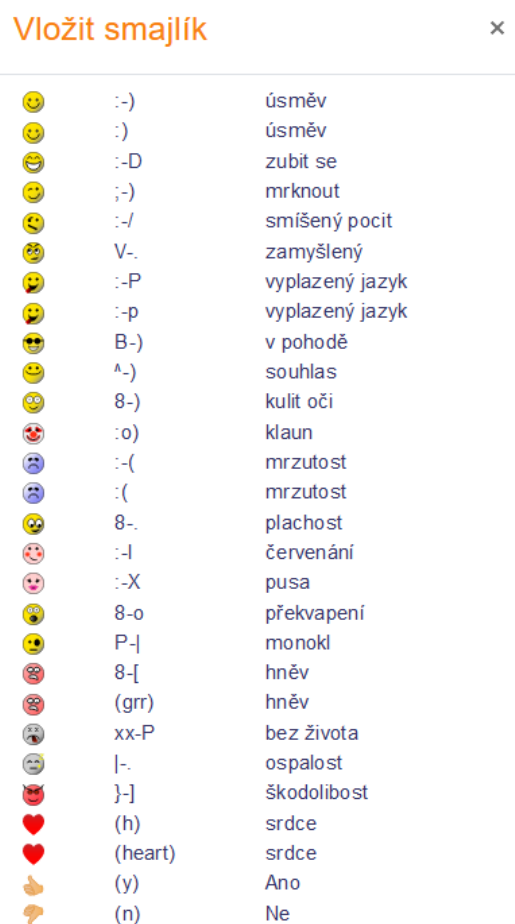 Vložit smajlík ×
:-) úsměv
:) úsměv
:-D zubit se
;-) mrknout
:-/ smíšený pocit
V-. zamyšlený
:-P vyplazený jazyk
:-p vyplazený jazyk
B-) v pohodě
^-) souhlas
8-) kulit oči
:o) klaun
:-( mrzutost
:( mrzutost
8-. plachost
:-I červenání
:-X pusa
8-o překvapení
P-| monokl
8-[ hněv
(grr) hněv
xx-P bez života
|-. ospalost
}-] škodolibost
(h) srdce
(heart) srdce
(y) Ano
(n) Ne